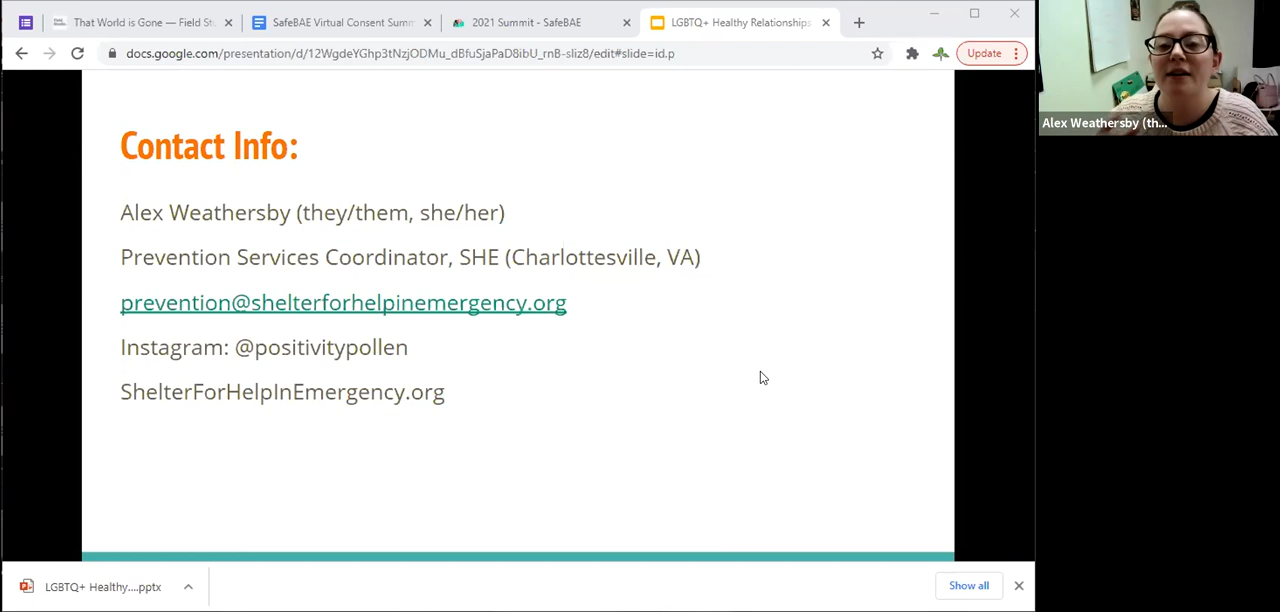 That World is Gone — Field St
SafeBAE Virtual Consent Summ
2021 Summit - SafeBAE
LGBTQ+ Healthy Relationships
docs.google.com/presentation/d/12WgdeYGhp3tNzjODMu_dBfuSjaPaD8ibU_rnB-sliz8/edit#slide=id.p
Update
Alex Weathersby (th...
Contact Info:
Alex Weathersby (they/them, she/her)
Prevention Services Coordinator, SHE (Charlottesville, VA)
prevention@shelterforhelpinemergency.org
Instagram: @positivitypollen
ShelterForHelpInEmergency.org
LGBTQ+ Healthy....pptx
Show all